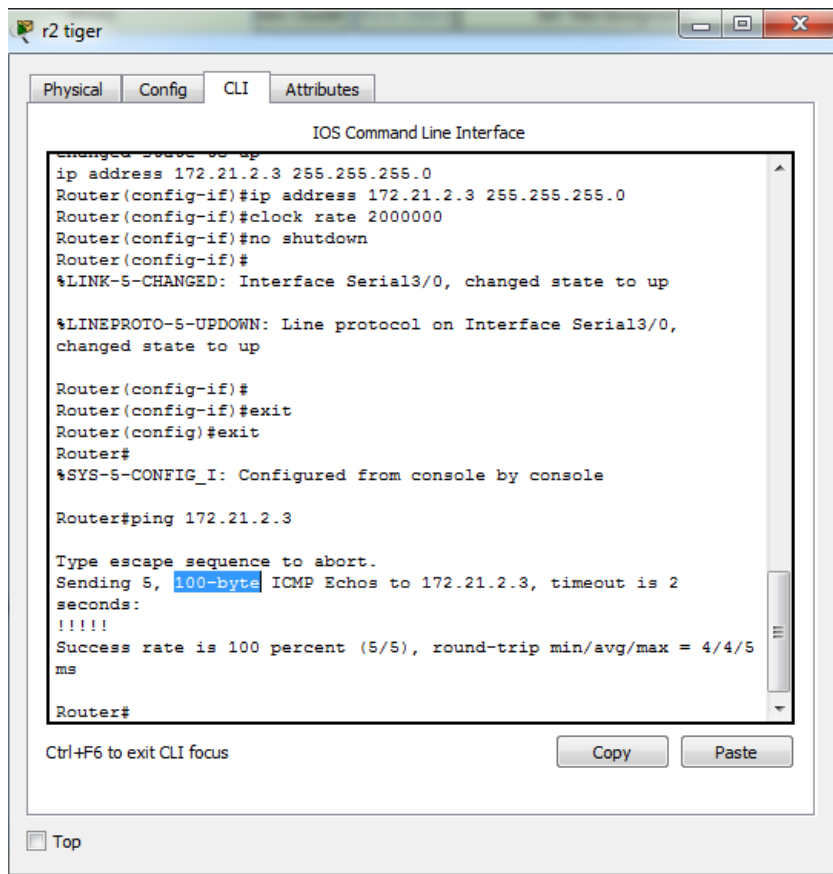 r2 tiger
Physical
Config
CLI
Attributes
IOS Command Line Interface
changed state to up
ip address 172.21.2.3 255.255.255.0
Router(config-if)#ip address 172.21.2.3 255.255.255.0
Router(config-if)#clock rate 2000000
Router(config-if)#no shutdown
Router(config-if)#
%LINK-5-CHANGED: Interface Serial3/0, changed state to up
%LINEPROTO-5-UPDOWN: Line protocol on Interface Serial3/0,
changed state to up
Router(config-if)#
Router(config-if)#exit
Router(config)#exit
Router#
%SYS-5-CONFIG_I: Configured from console by console
Router#ping 172.21.2.3
Type escape sequence to abort.
Sending 5, 100-byte ICMP Echos to 172.21.2.3, timeout is 2
seconds:
!!!!!
Success rate is 100 percent (5/5), round-trip min/avg/max = 4/4/5
ms
Router#
Ctrl+F6 to exit CLI focus
Copy
Paste
Top